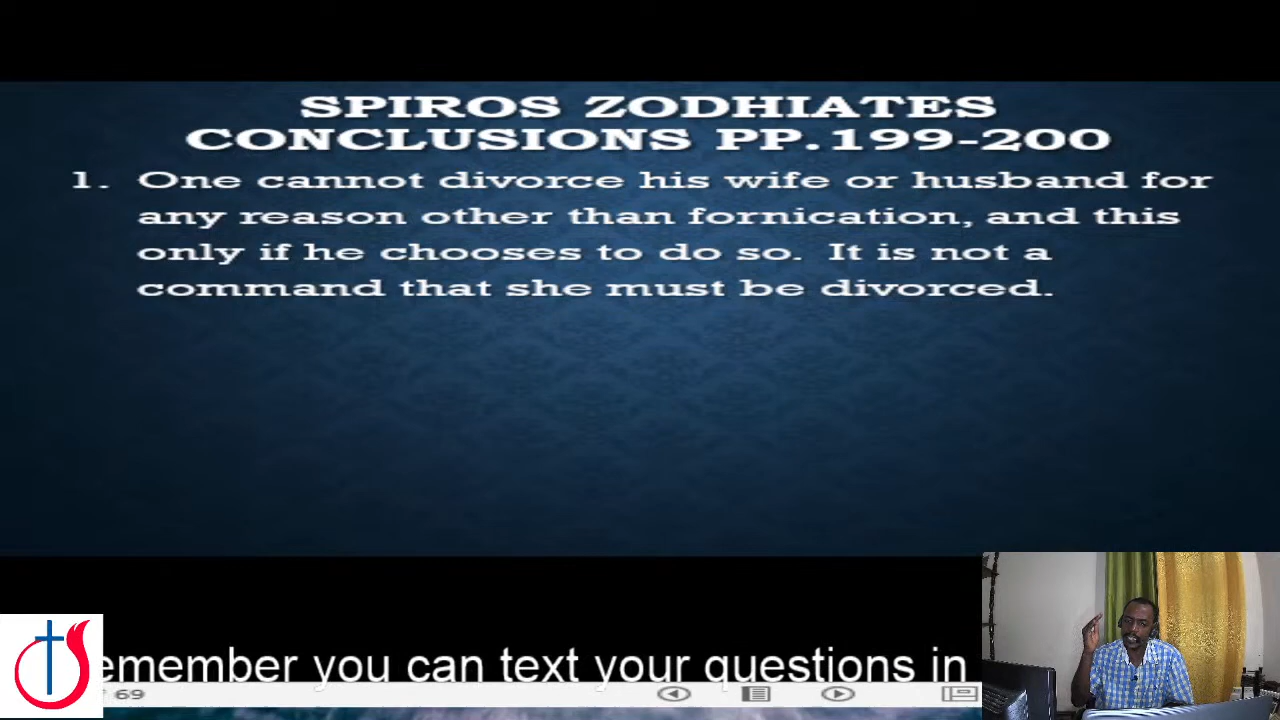 SPIROS ZODHIATES
CONCLUSIONS PP.199-200
1. One cannot divorce his wife or husband for
any reason other than fornication, and this
only if he chooses to do so. It is not a
command that she must be divorced.
emember you can text your questions in
69